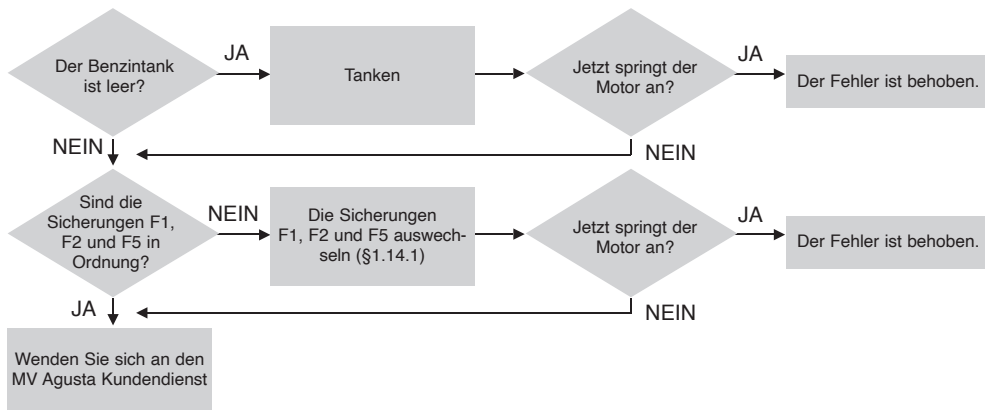 Der Benzintank
ist leer?
JA
Tanken
Jetzt springt der
Motor an?
JA
Der Fehler ist behoben.
NEIN
NEIN
Sind die
Sicherungen F1,
F2 und F5 in
Ordnung?
NEIN
Die Sicherungen
F1, F2 und F5 auswech-
seln (§1.14.1)
Jetzt springt der
Motor an?
JA
Der Fehler ist behoben.
JA
NEIN
Wenden Sie sich an den
MV Agusta Kundendienst